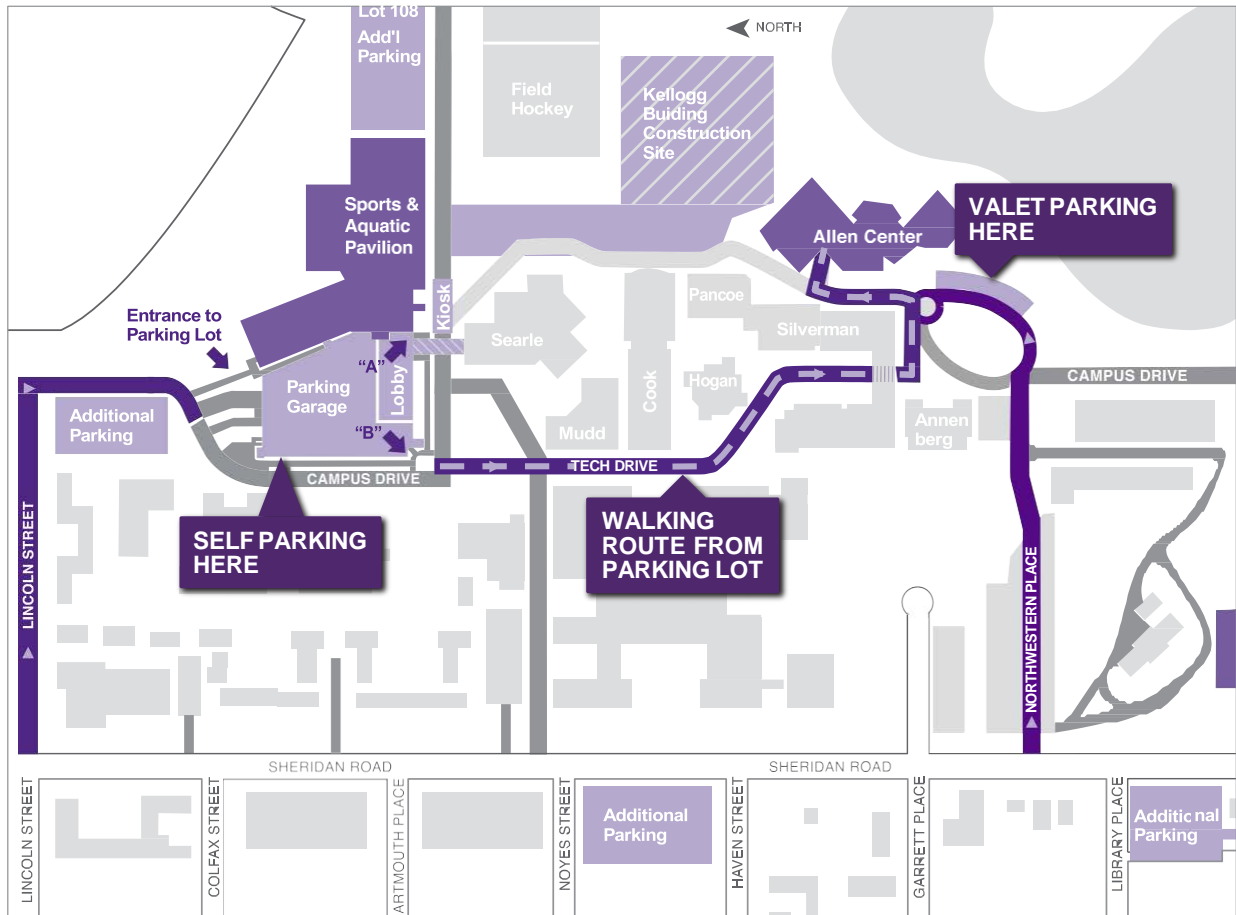 Lot 108
Add'l
Parking
NORTH
Field
Hockey
Kellogg
Buiding
Construction
Site
Sports &
Aquatic
Pavilion
VALET PARKING
HERE
Allen Center
Entrance to
Parking Lot
Kiosk
Pancoe
Silverman
Searle
"A"
Lobby
Parking
Garage
Cook
Hogan
CAMPUS DRIVE
Additional
Parking
"B"
Mudd
Annen
berg
TECH DRIVE
CAMPUS DRIVE
SELF PARKING
HERE
WALKING
ROUTE FROM
PARKING LOT
LINCOLN STREET
NORTHWESTERN PLACE
SHERIDAN ROAD
SHERIDAN ROAD
LINCOLN STREET
COLFAX STREET
ARTMOUTH PLACE
NOYES STREET
Additional
Parking
HAVEN STREET
GARRETT PLACE
LIBRARY PLACE
Additional
Parking